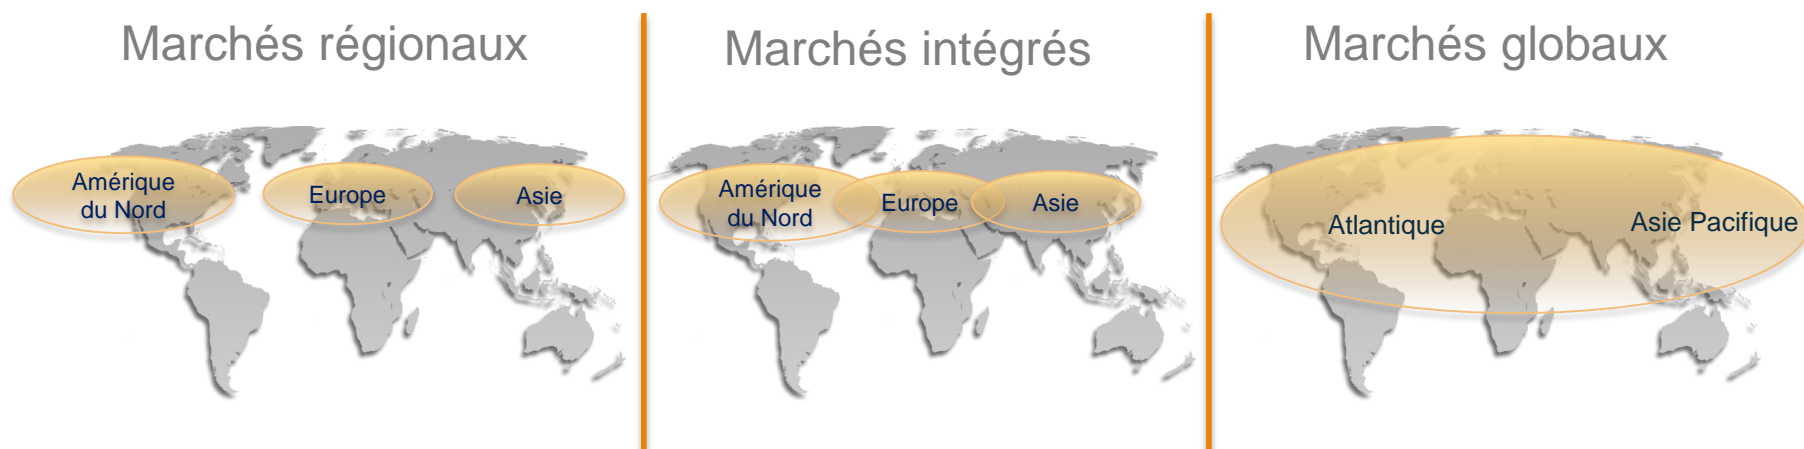 Marchés régionaux
Amérique
du Nord
Europe
Asie
Marchés intégrés
Amérique
du Nord
Europe
Asie
Marchés globaux
Atlantique
Asie Pacifique